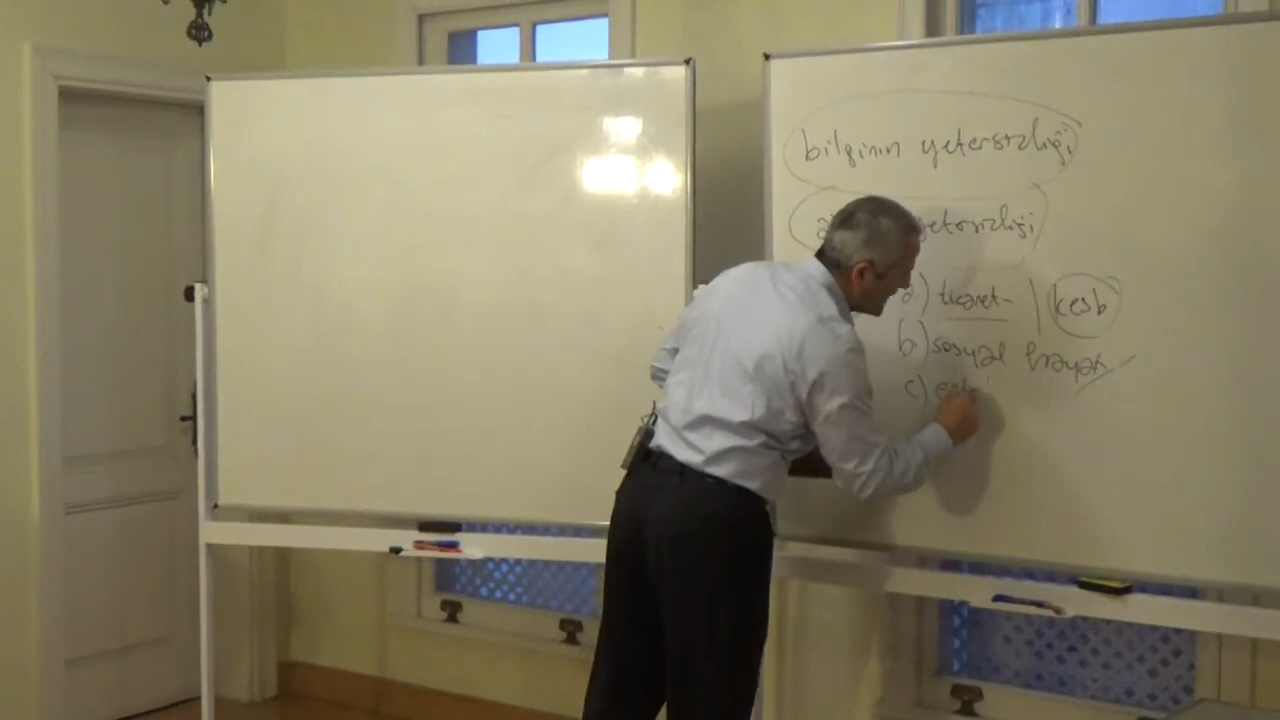 bilginin yetersizliği
yetersizliği
a) ticaret- | kesb
b) sosyal hayat
c)